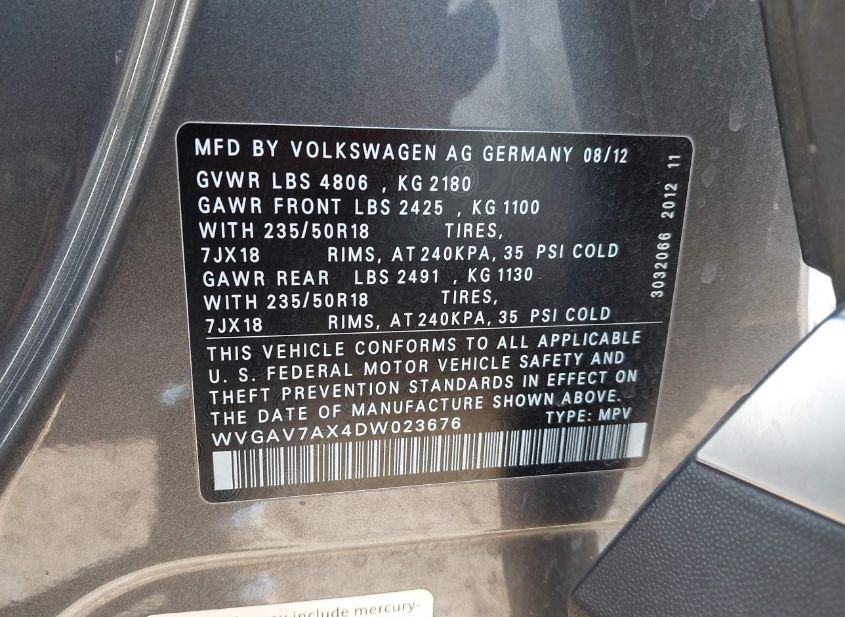 MFD BY VOLKSWAGEN AG GERMANY 08/12
GVWR LBS 4806 , KG 2180
GAWR FRONT LBS 2425 , KG 1100
WITH 235/50R18 TIRES,
7JX18 RIMS, AT 240KPA, 35 PSI COLD
GAWR REAR LBS 2491 , KG 1130
WITH 235/50R18 TIRES,
7JX18 RIMS, AT 240KPA, 35 PSI COLD
THIS VEHICLE CONFORMS TO ALL APPLICABLE
U. S. FEDERAL MOTOR VEHICLE SAFETY AND
THEFT PREVENTION STANDARDS IN EFFECT ON
THE DATE OF MANUFACTURE SHOWN ABOVE.
WVGAV7AX4DW023676 TYPE: MPV
3032066 2012 11
include mercury-